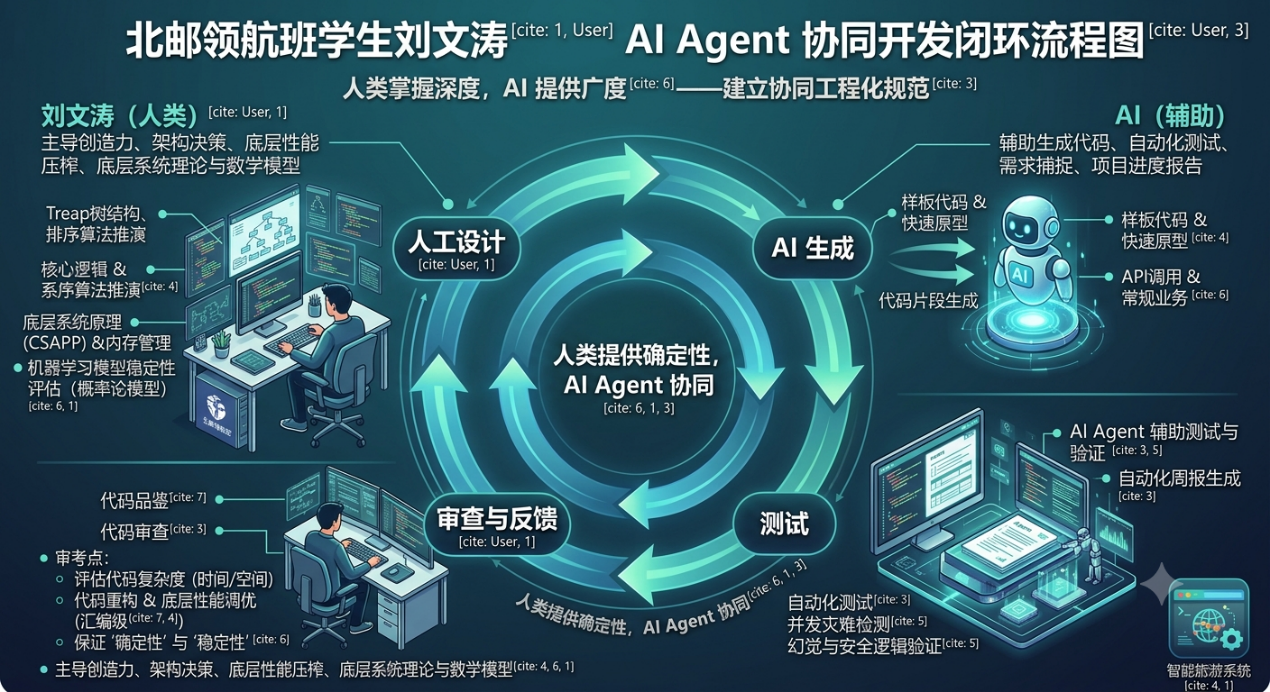 北邮领航班学生刘文涛[cite: 1, User] AI Agent 协同开发闭环流程图[cite: User, 3]
人类掌握深度，AI 提供广度[cite: 6]——建立协同工程化规范[cite: 3]
刘文涛（人类）[cite: User, 1]
主导创造力、架构决策、底层性能
压榨、底层系统理论与数学模型
Treap树结构、
排序算法推演
核心逻辑 &
系序算法推演[cite: 4]
底层系统原理
(CSAPP) &内存管理
机器学习模型稳定性
评估（概率论模型）
[cite: 6, 1]
AI（辅助）
辅助生成代码、自动化测试、
需求捕捉、项目进度报告
样板代码 &
快速原型
代码片段生成
AI
样板代码 &
快速原型[cite: 4]
API调用 &
常规业务 [cite: 6]
人工设计
[cite: User, 1]
AI 生成
人类提供确定性，
AI Agent 协同
[cite: 6, 1, 3]
审查与反馈
[cite: User, 1]
测试
人类提供确定性，AI Agent 协同[cite: 6, 1, 3]
代码品鉴[cite: 7]
代码审查[cite: 3]
审考点：
评估代码复杂度 (时间/空间)
代码重构 & 底层性能调优
(汇编级[cite: 7, 4])
保证 ‘确定性’ 与 ‘稳定性’ [cite: 6]
主导创造力、架构决策、底层性能压榨、底层系统理论与数学模型[cite: 4, 6, 1]
AI Agent 辅助测试与
验证 [cite: 3, 5]
自动化周报生成
[cite: 3]
自动化测试[cite: 3]
并发灾难检测[cite: 5]
幻觉与安全逻辑验证[cite: 5]
智能旅游系统
[cite: 4, 1]